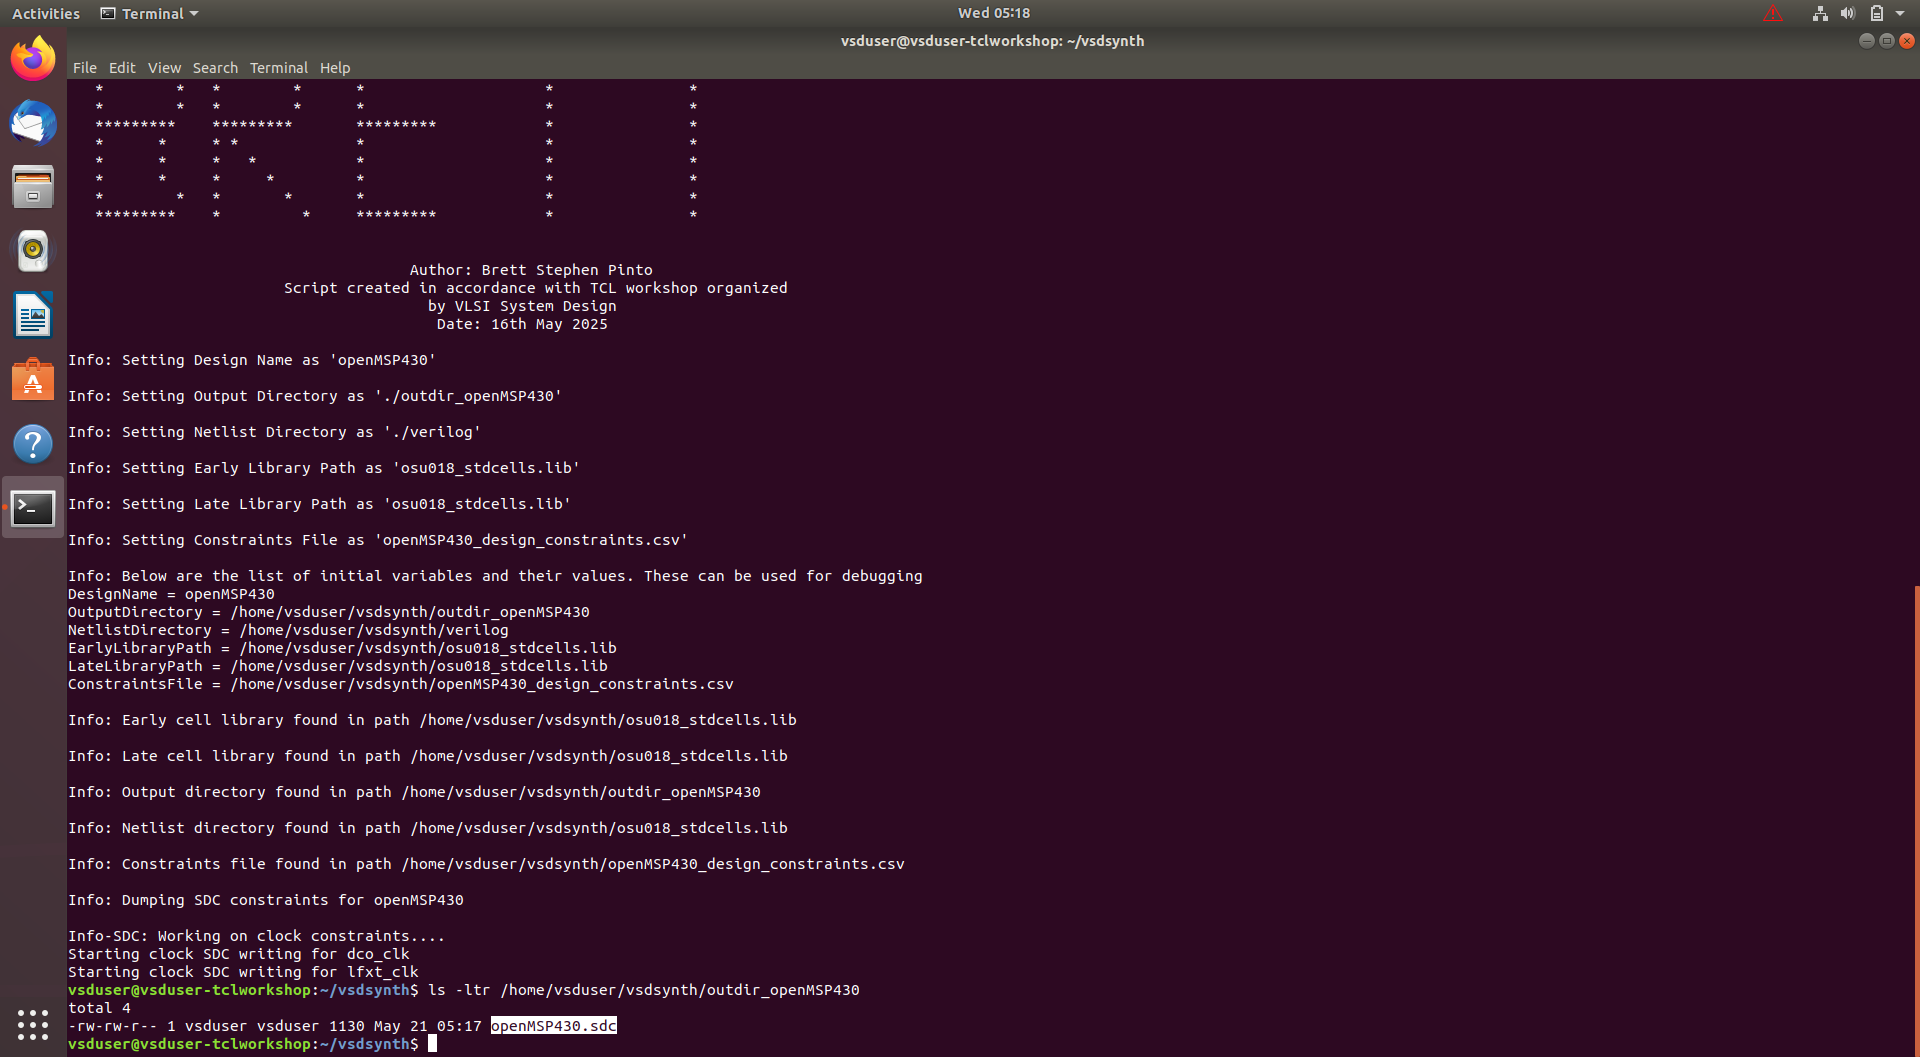 Activities
Terminal
Wed 05:18
vsduser@vsduser-tclworkshop: ~/vsdsynth
File Edit View Search Terminal Help
*        *   *        *      *                    *               *
*        *   *        *      *                    *               *
*********    *********       *********            *               *
*      *     * *             *                    *               *
*      *     *   *           *                    *               *
*      *     *     *         *                    *               *
*        *   *       *       *                    *               *
*********    *         *     *********            *               *
Author: Brett Stephen Pinto
Script created in accordance with TCL workshop organized
by VLSI System Design
Date: 16th May 2025
Info: Setting Design Name as 'openMSP430'
Info: Setting Output Directory as './outdir_openMSP430'
Info: Setting Netlist Directory as './verilog'
Info: Setting Early Library Path as 'osu018_stdcells.lib'
Info: Setting Late Library Path as 'osu018_stdcells.lib'
Info: Setting Constraints File as 'openMSP430_design_constraints.csv'
Info: Below are the list of initial variables and their values. These can be used for debugging
DesignName = openMSP430
OutputDirectory = /home/vsduser/vsdsynth/outdir_openMSP430
NetlistDirectory = /home/vsduser/vsdsynth/verilog
EarlyLibraryPath = /home/vsduser/vsdsynth/osu018_stdcells.lib
LateLibraryPath = /home/vsduser/vsdsynth/osu018_stdcells.lib
ConstraintsFile = /home/vsduser/vsdsynth/openMSP430_design_constraints.csv
Info: Early cell library found in path /home/vsduser/vsdsynth/osu018_stdcells.lib
Info: Late cell library found in path /home/vsduser/vsdsynth/osu018_stdcells.lib
Info: Output directory found in path /home/vsduser/vsdsynth/outdir_openMSP430
Info: Netlist directory found in path /home/vsduser/vsdsynth/osu018_stdcells.lib
Info: Constraints file found in path /home/vsduser/vsdsynth/openMSP430_design_constraints.csv
Info: Dumping SDC constraints for openMSP430
Info-SDC: Working on clock constraints....
Starting clock SDC writing for dco_clk
Starting clock SDC writing for lfxt_clk
vsduser@vsduser-tclworkshop:~/vsdsynth$ ls -ltr /home/vsduser/vsdsynth/outdir_openMSP430
total 4
-rw-rw-r-- 1 vsduser vsduser 1130 May 21 05:17 openMSP430.sdc
vsduser@vsduser-tclworkshop:~/vsdsynth$